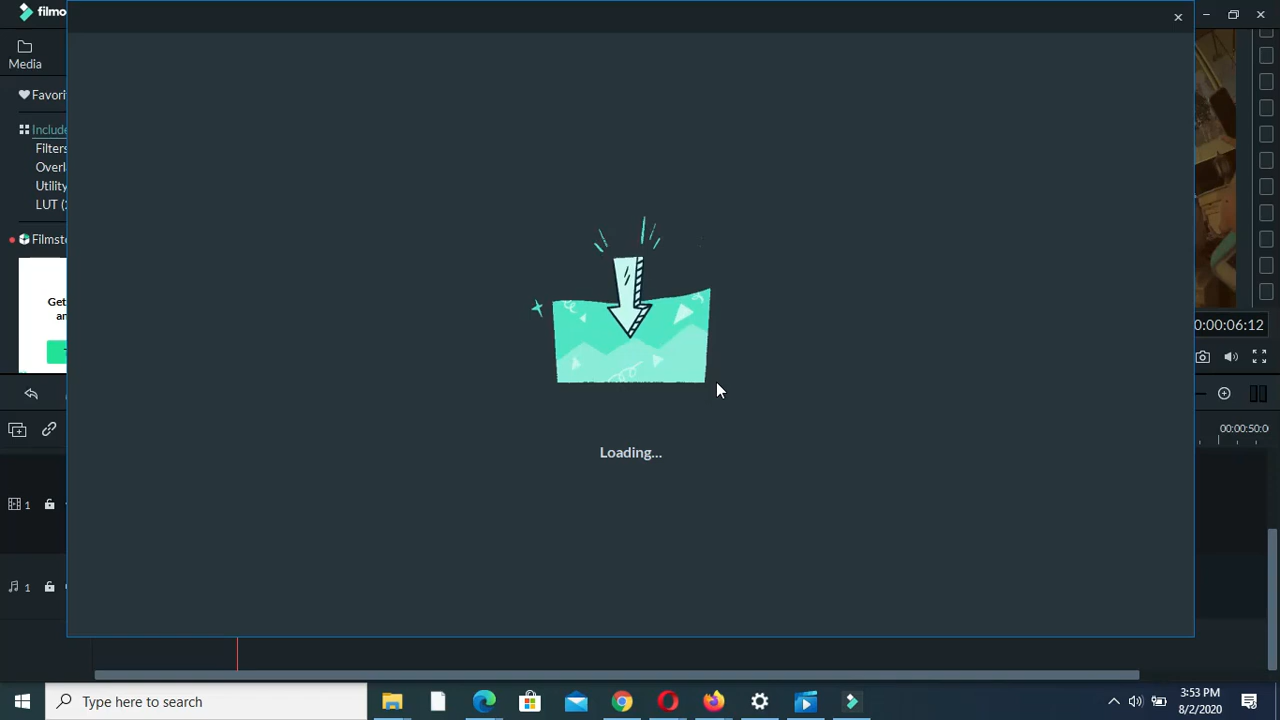 filmo
Media
Favori
Include
Filters
Overl
Utility
LUT (
Filmsto
Get
an
Loading...
0:00:06:12
00:00:50:0
1
1
Type here to search
3:53 PM
8/2/2020